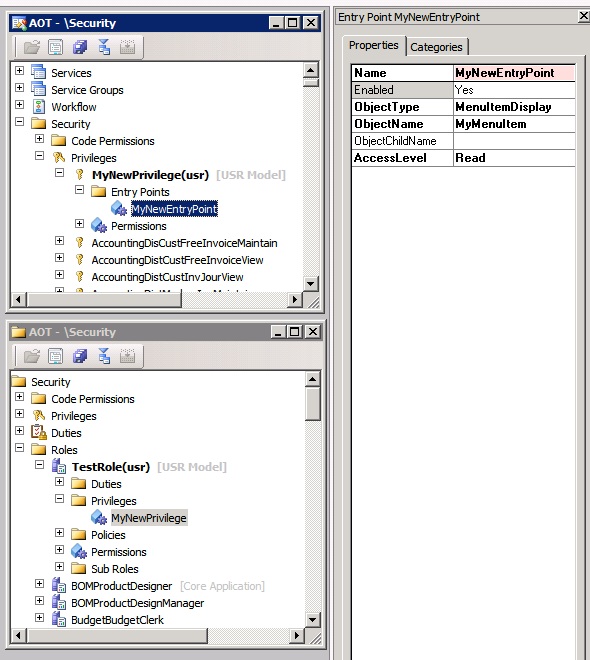 AOT - \Security
Services
Service Groups
Workflow
Security
Code Permissions
Privileges
MyNewPrivilege(usr) [USR Model]
Entry Points
MyNewEntryPoint
Permissions
AccountingDisCustFreeInvoiceMaintain
AccountingDistCustFreeInvoiceView
AccountingDistCustInvJourView
AOT - \Security
Security
Code Permissions
Privileges
Duties
Roles
TestRole(usr) [USR Model]
Duties
Privileges
MyNewPrivilege
Policies
Permissions
Sub Roles
BOMProductDesigner [Core Application]
BOMProductDesignManager
BudgetBudgetClerk
Entry Point MyNewEntryPoint
Properties Categories
Name MyNewEntryPoint
Enabled Yes
ObjectType MenuItemDisplay
ObjectName MyMenuItem
ObjectChildName
AccessLevel Read